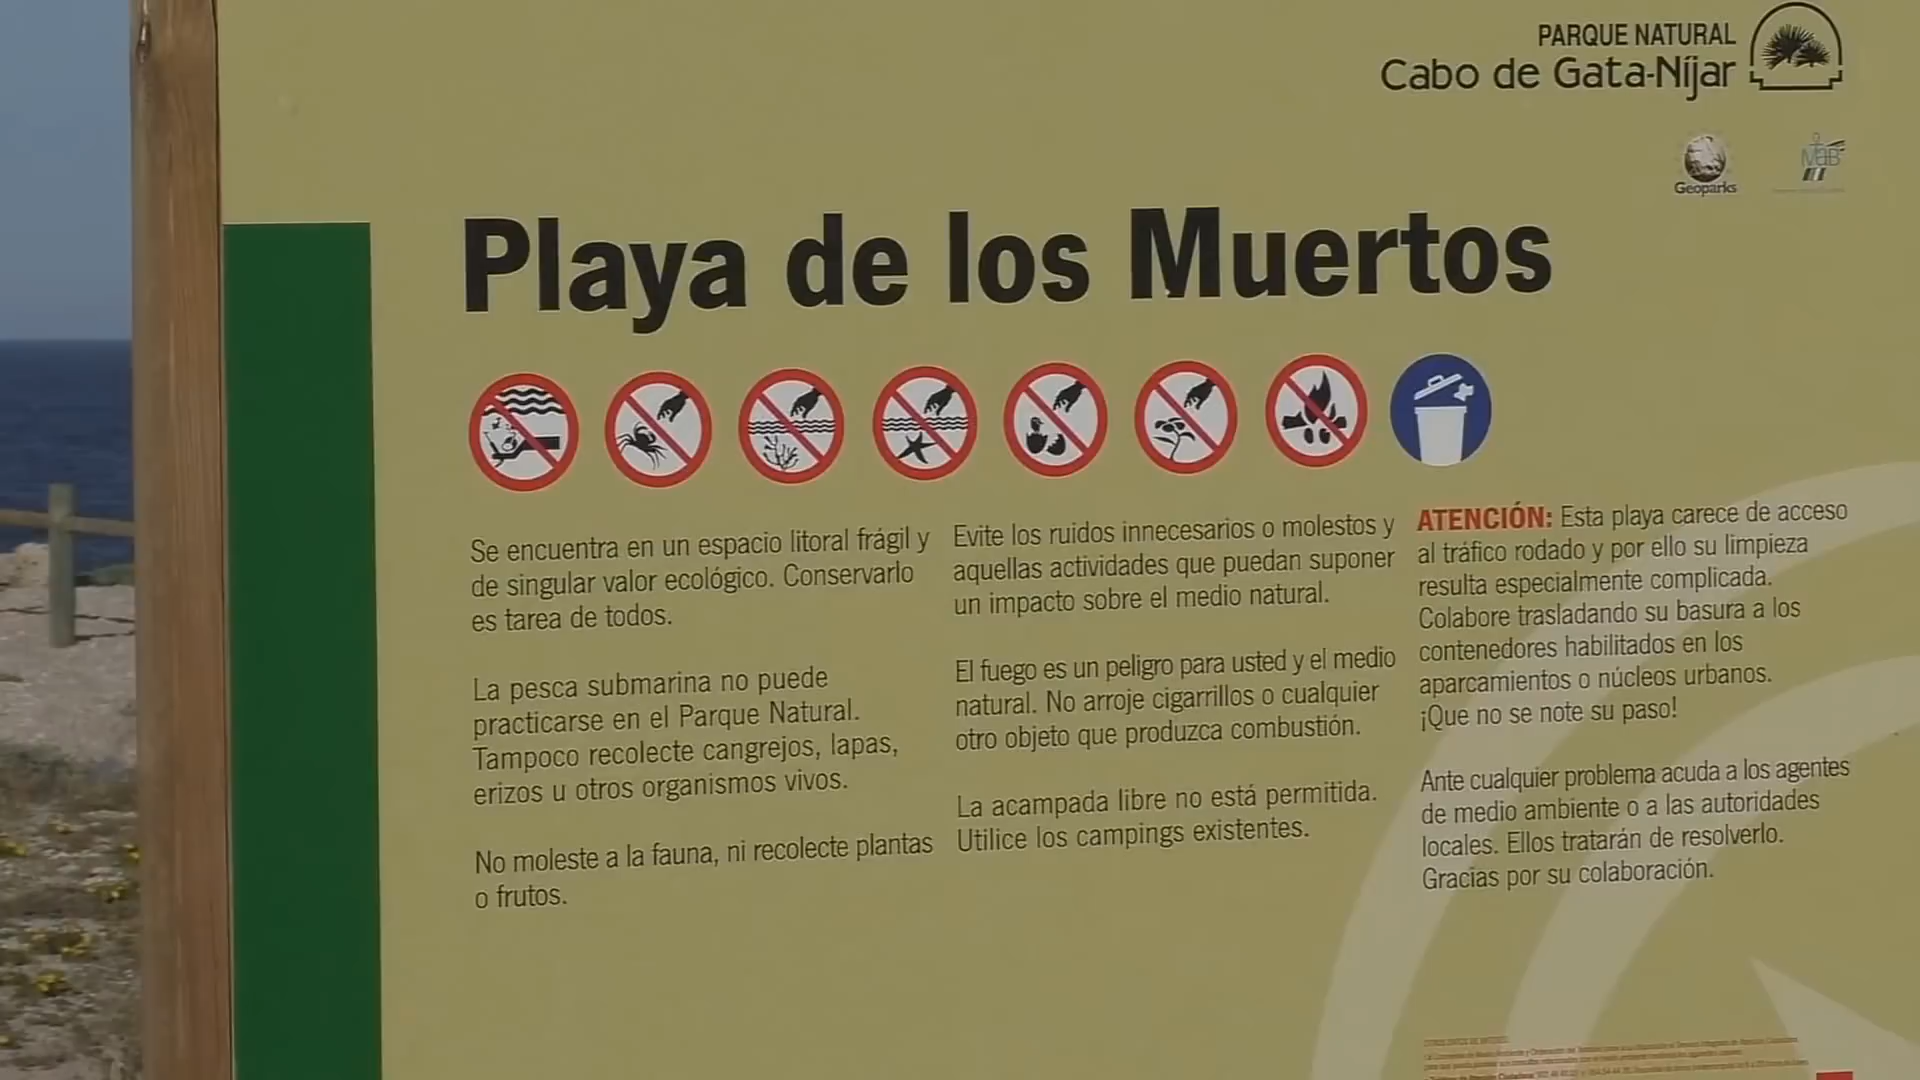 PARQUE NATURAL
Cabo de Gata-Níjar
Geoparks
MaB
Playa de los Muertos
Se encuentra en un espacio litoral frágil y
de singular valor ecológico. Conservarlo
es tarea de todos.
La pesca submarina no puede
practicarse en el Parque Natural.
Tampoco recolecte cangrejos, lapas,
erizos u otros organismos vivos.
No moleste a la fauna, ni recolecte plantas
o frutos.
Evite los ruidos innecesarios o molestos y
aquellas actividades que puedan suponer
un impacto sobre el medio natural.
El fuego es un peligro para usted y el medio
natural. No arroje cigarrillos o cualquier
otro objeto que produzca combustión.
La acampada libre no está permitida.
Utilice los campings existentes.
ATENCIÓN: Esta playa carece de acceso
al tráfico rodado y por ello su limpieza
resulta especialmente complicada.
Colabore trasladando su basura a los
contenedores habilitados en los
aparcamientos o núcleos urbanos.
¡Que no se note su paso!
Ante cualquier problema acuda a los agentes
de medio ambiente o a las autoridades
locales. Ellos tratarán de resolverlo.
Gracias por su colaboración.